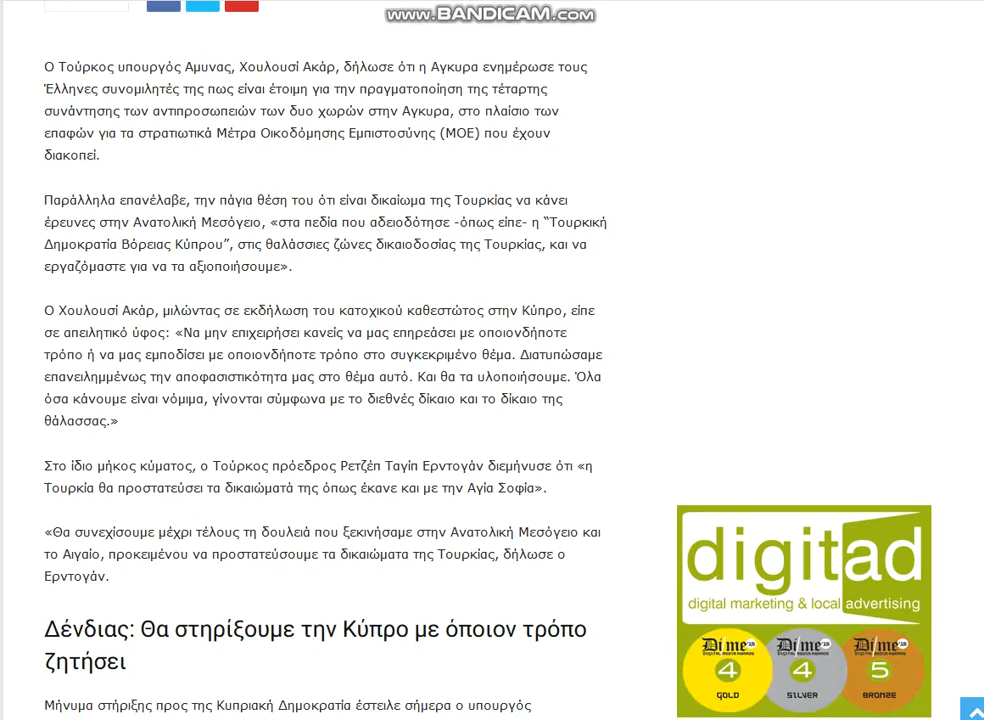 www.BANDICAM.com
Ο Τούρκος υπουργός Αμυνας, Χουλουσί Ακάρ, δήλωσε ότι η Αγκυρα ενημέρωσε τους
Έλληνες συνομιλητές της πως είναι έτοιμη για την πραγματοποίηση της τέταρτης
συνάντησης των αντιπροσωπειών των δυο χωρών στην Αγκυρα, στο πλαίσιο των
επαφών για τα στρατιωτικά Μέτρα Οικοδόμησης Εμπιστοσύνης (ΜΟΕ) που έχουν
διακοπεί.
Παράλληλα επανέλαβε, την πάγια θέση του ότι είναι δικαίωμα της Τουρκίας να κάνει
έρευνες στην Ανατολική Μεσόγειο, «στα πεδία που αδειοδότησε -όπως είπε- η “Τουρκική
Δημοκρατία Βόρειας Κύπρου”, στις θαλάσσιες ζώνες δικαιοδοσίας της Τουρκίας, και να
εργαζόμαστε για να τα αξιοποιήσουμε».
Ο Χουλουσί Ακάρ, μιλώντας σε εκδήλωση του κατοχικού καθεστώτος στην Κύπρο, είπε
σε απειλητικό ύφος: «Να μην επιχειρήσει κανείς να μας επηρεάσει με οποιονδήποτε
τρόπο ή να μας εμποδίσει με οποιονδήποτε τρόπο στο συγκεκριμένο θέμα. Διατυπώσαμε
επανειλημμένως την αποφασιστικότητα μας στο θέμα αυτό. Και θα τα υλοποιήσουμε. Όλα
όσα κάνουμε είναι νόμιμα, γίνονται σύμφωνα με το διεθνές δίκαιο και το δίκαιο της
θάλασσας.»
Στο ίδιο μήκος κύματος, ο Τούρκος πρόεδρος Ρετζέπ Ταγίπ Ερντογάν διεμήνυσε ότι «η
Τουρκία θα προστατεύσει τα δικαιώματά της όπως έκανε και με την Αγία Σοφία».
«Θα συνεχίσουμε μέχρι τέλους τη δουλειά που ξεκινήσαμε στην Ανατολική Μεσόγειο και
το Αιγαίο, προκειμένου να προστατεύσουμε τα δικαιώματα της Τουρκίας, δήλωσε ο
Ερντογάν.
Δένδιας: Θα στηρίξουμε την Κύπρο με όποιον τρόπο
ζητήσει
Μήνυμα στήριξης προς της Κυπριακή Δημοκρατία έστειλε σήμερα ο υπουργός
digitad
digital marketing & local advertising
Di/me '15 Di/me '15 Di/me '15
DIGITAL MEDIA AWARDS DIGITAL MEDIA AWARDS DIGITAL MEDIA AWARDS
4 4 5
GOLD SILVER BRONZE